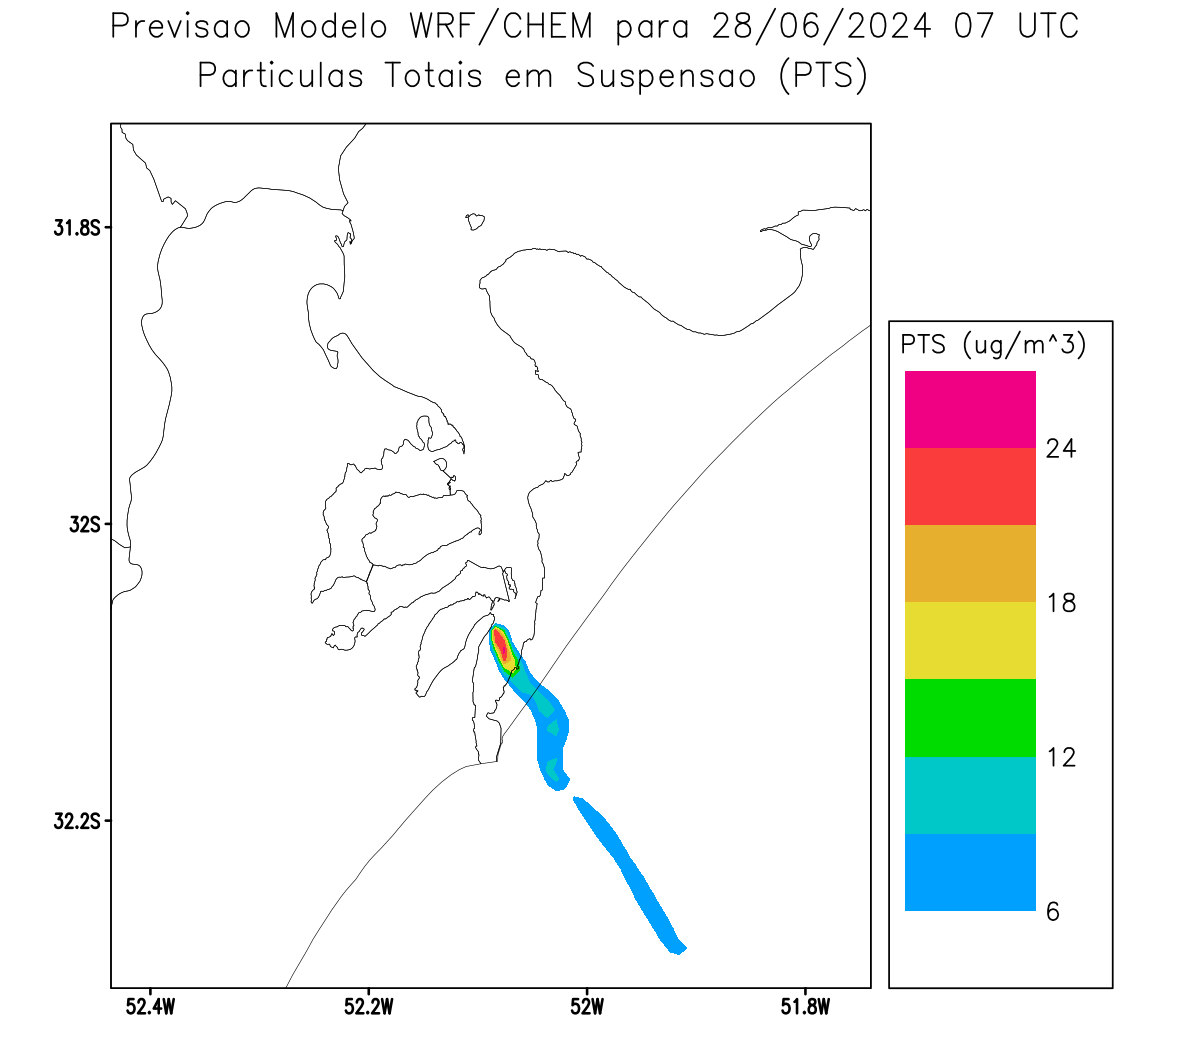 Previsao Modelo WRF/CHEM para 28/06/2024 07 UTC
Particulas Totais em Suspensao (PTS)
31.8S
32S
32.2S
52.4W
52.2W
52W
51.8W
PTS (ug/m^3)
24
18
12
6